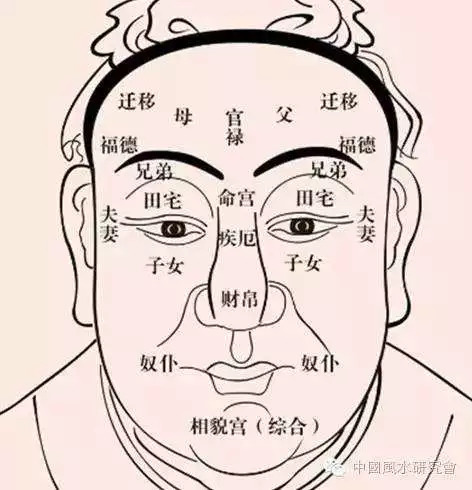 迁移 母 官禄 父 迁移
福德 福德
兄弟 兄弟
田宅 命宫 田宅
夫妻 疾厄 夫妻
子女 子女
财帛
奴仆 奴仆
相貌宫（综合）
中國風水研究會